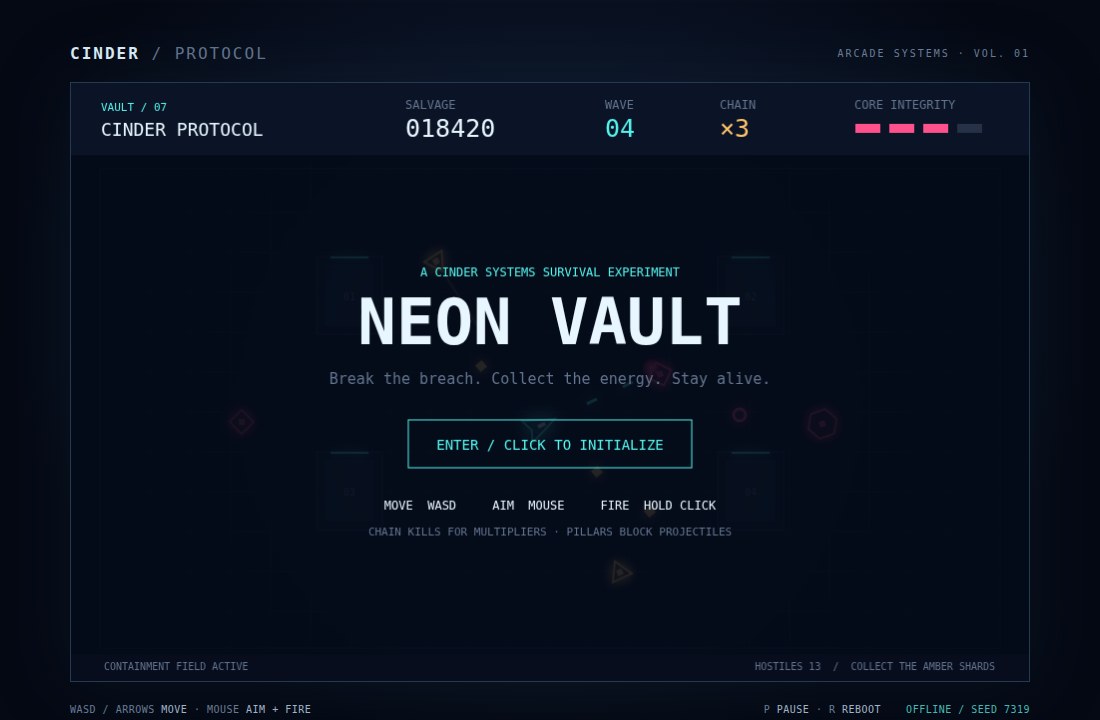 CINDER / PROTOCOL
ARCADE SYSTEMS · VOL. 01
VAULT / 07
CINDER PROTOCOL
SALVAGE
018420
WAVE
04
CHAIN
×3
CORE INTEGRITY
A CINDER SYSTEMS SURVIVAL EXPERIMENT
NEON VAULT
Break the breach. Collect the energy. Stay alive.
ENTER / CLICK TO INITIALIZE
MOVE WASD AIM MOUSE FIRE HOLD CLICK
CHAIN KILLS FOR MULTIPLIERS · PILLARS BLOCK PROJECTILES
CONTAINMENT FIELD ACTIVE
HOSTILES 13 / COLLECT THE AMBER SHARDS
WASD / ARROWS MOVE · MOUSE AIM + FIRE
P PAUSE · R REBOOT
OFFLINE / SEED 7319